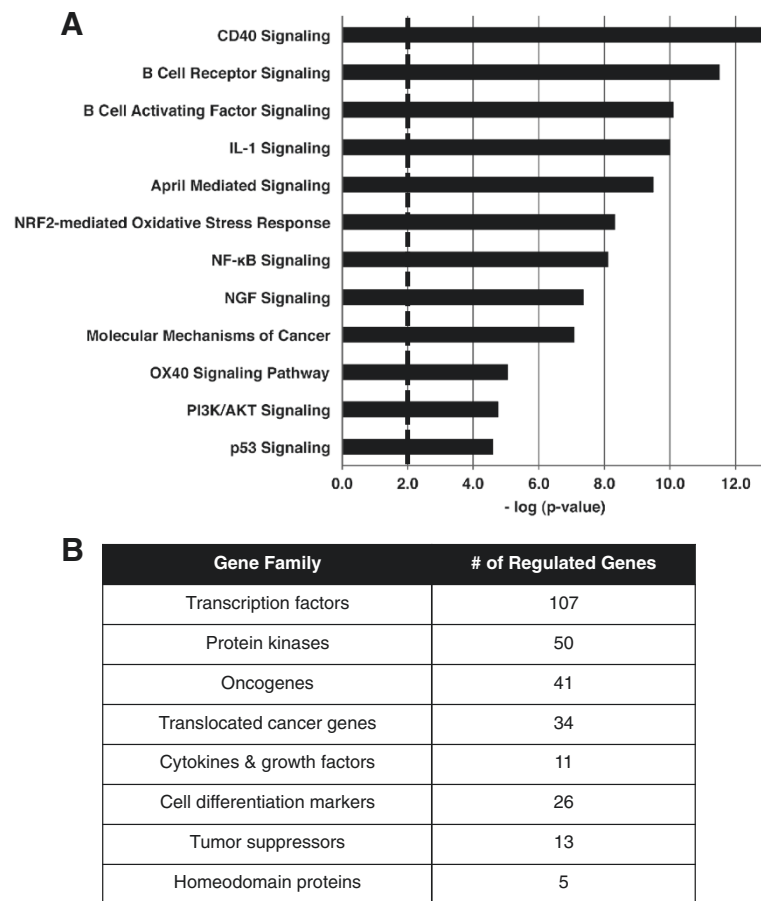 A
CD40 Signaling
B Cell Receptor Signaling
B Cell Activating Factor Signaling
IL-1 Signaling
April Mediated Signaling
NRF2-mediated Oxidative Stress Response
NF-κB Signaling
NGF Signaling
Molecular Mechanisms of Cancer
OX40 Signaling Pathway
PI3K/AKT Signaling
p53 Signaling
0.0 2.0 4.0 6.0 8.0 10.0 12.0
- log (p-value)
B
Gene Family # of Regulated Genes
Transcription factors 107
Protein kinases 50
Oncogenes 41
Translocated cancer genes 34
Cytokines & growth factors 11
Cell differentiation markers 26
Tumor suppressors 13
Homeodomain proteins 5